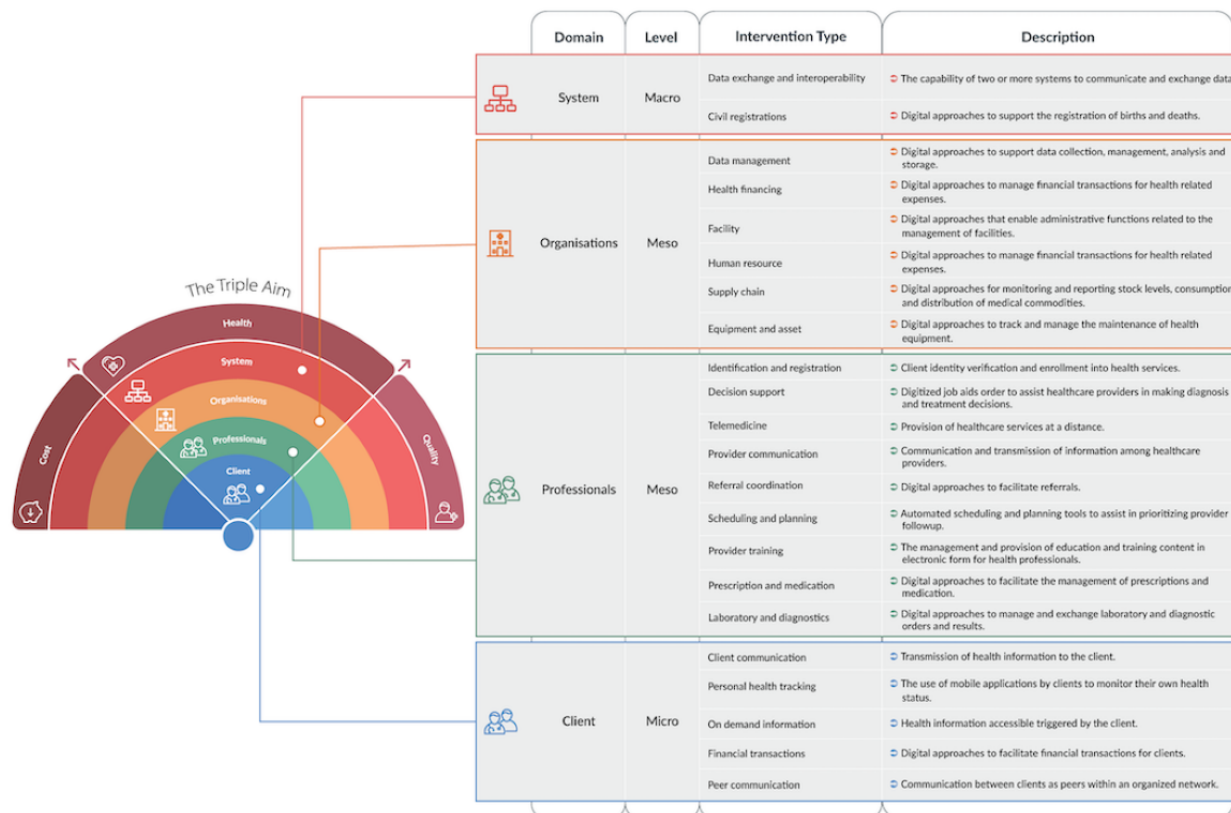 Domain Level Intervention Type Description
Data exchange and interoperability
The capability of two or more systems to communicate and exchange data
System Macro
Civil registrations
Digital approaches to support the registration of births and deaths.
Data management
Digital approaches to support data collection, management, analysis and
storage.
Health financing
Digital approaches to manage financial transactions for health related
expenses.
Facility
Digital approaches that enable administrative functions related to the
management of facilities.
Organisations Meso
Human resource
Digital approaches to manage financial transactions for health related
expenses.
Supply chain
Digital approaches for monitoring and reporting stock levels, consumption
and distribution of medical commodities.
Equipment and asset
Digital approaches to track and manage the maintenance of health
equipment.
Identification and registration
Client identity verification and enrollment into health services.
Decision support
Digitized job aids order to assist healthcare providers in making diagnosis
and treatment decisions.
Telemedicine
Provision of healthcare services at a distance.
Provider communication
Communication and transmission of information among healthcare
providers.
Professionals Meso
Referral coordination
Digital approaches to facilitate referrals.
Scheduling and planning
Automated scheduling and planning tools to assist in prioritizing provider
followup.
Provider training
The management and provision of education and training content in
electronic form for health professionals.
Prescription and medication
Digital approaches to facilitate the management of prescriptions and
medication.
Laboratory and diagnostics
Digital approaches to manage and exchange laboratory and diagnostic
orders and results.
Client communication
Transmission of health information to the client.
Personal health tracking
The use of mobile applications by clients to monitor their own health
status.
Client Micro
On demand information
Health information accessible triggered by the client.
Financial transactions
Digital approaches to facilitate financial transactions for clients.
Peer communication
Communication between clients as peers within an organized network.
The Triple Aim
Health
System
Organisations
Professionals
Client
Cost
Quality